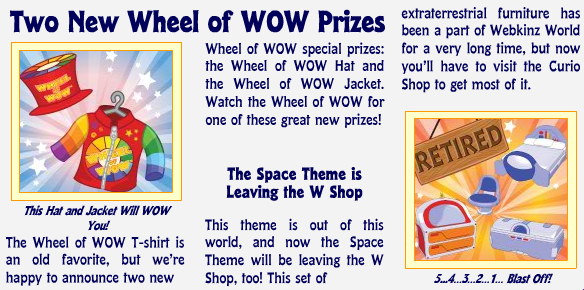 Two New Wheel of WOW Prizes
WHEEL
OF
WOW
WHEEL
OF
WOW
This Hat and Jacket Will WOW
You!
The Wheel of WOW T-shirt is
an old favorite, but we're
happy to announce two new
Wheel of WOW special prizes:
the Wheel of WOW Hat and
the Wheel of WOW Jacket.
Watch the Wheel of WOW for
one of these great new prizes!
The Space Theme is
Leaving the W Shop
This theme is out of this
world, and now the Space
Theme will be leaving the W
Shop, too! This set of
extraterrestrial furniture has
been a part of Webkinz World
for a very long time, but now
you'll have to visit the Curio
Shop to get most of it.
RETIRED
5...4...3...2...1... Blast Off!